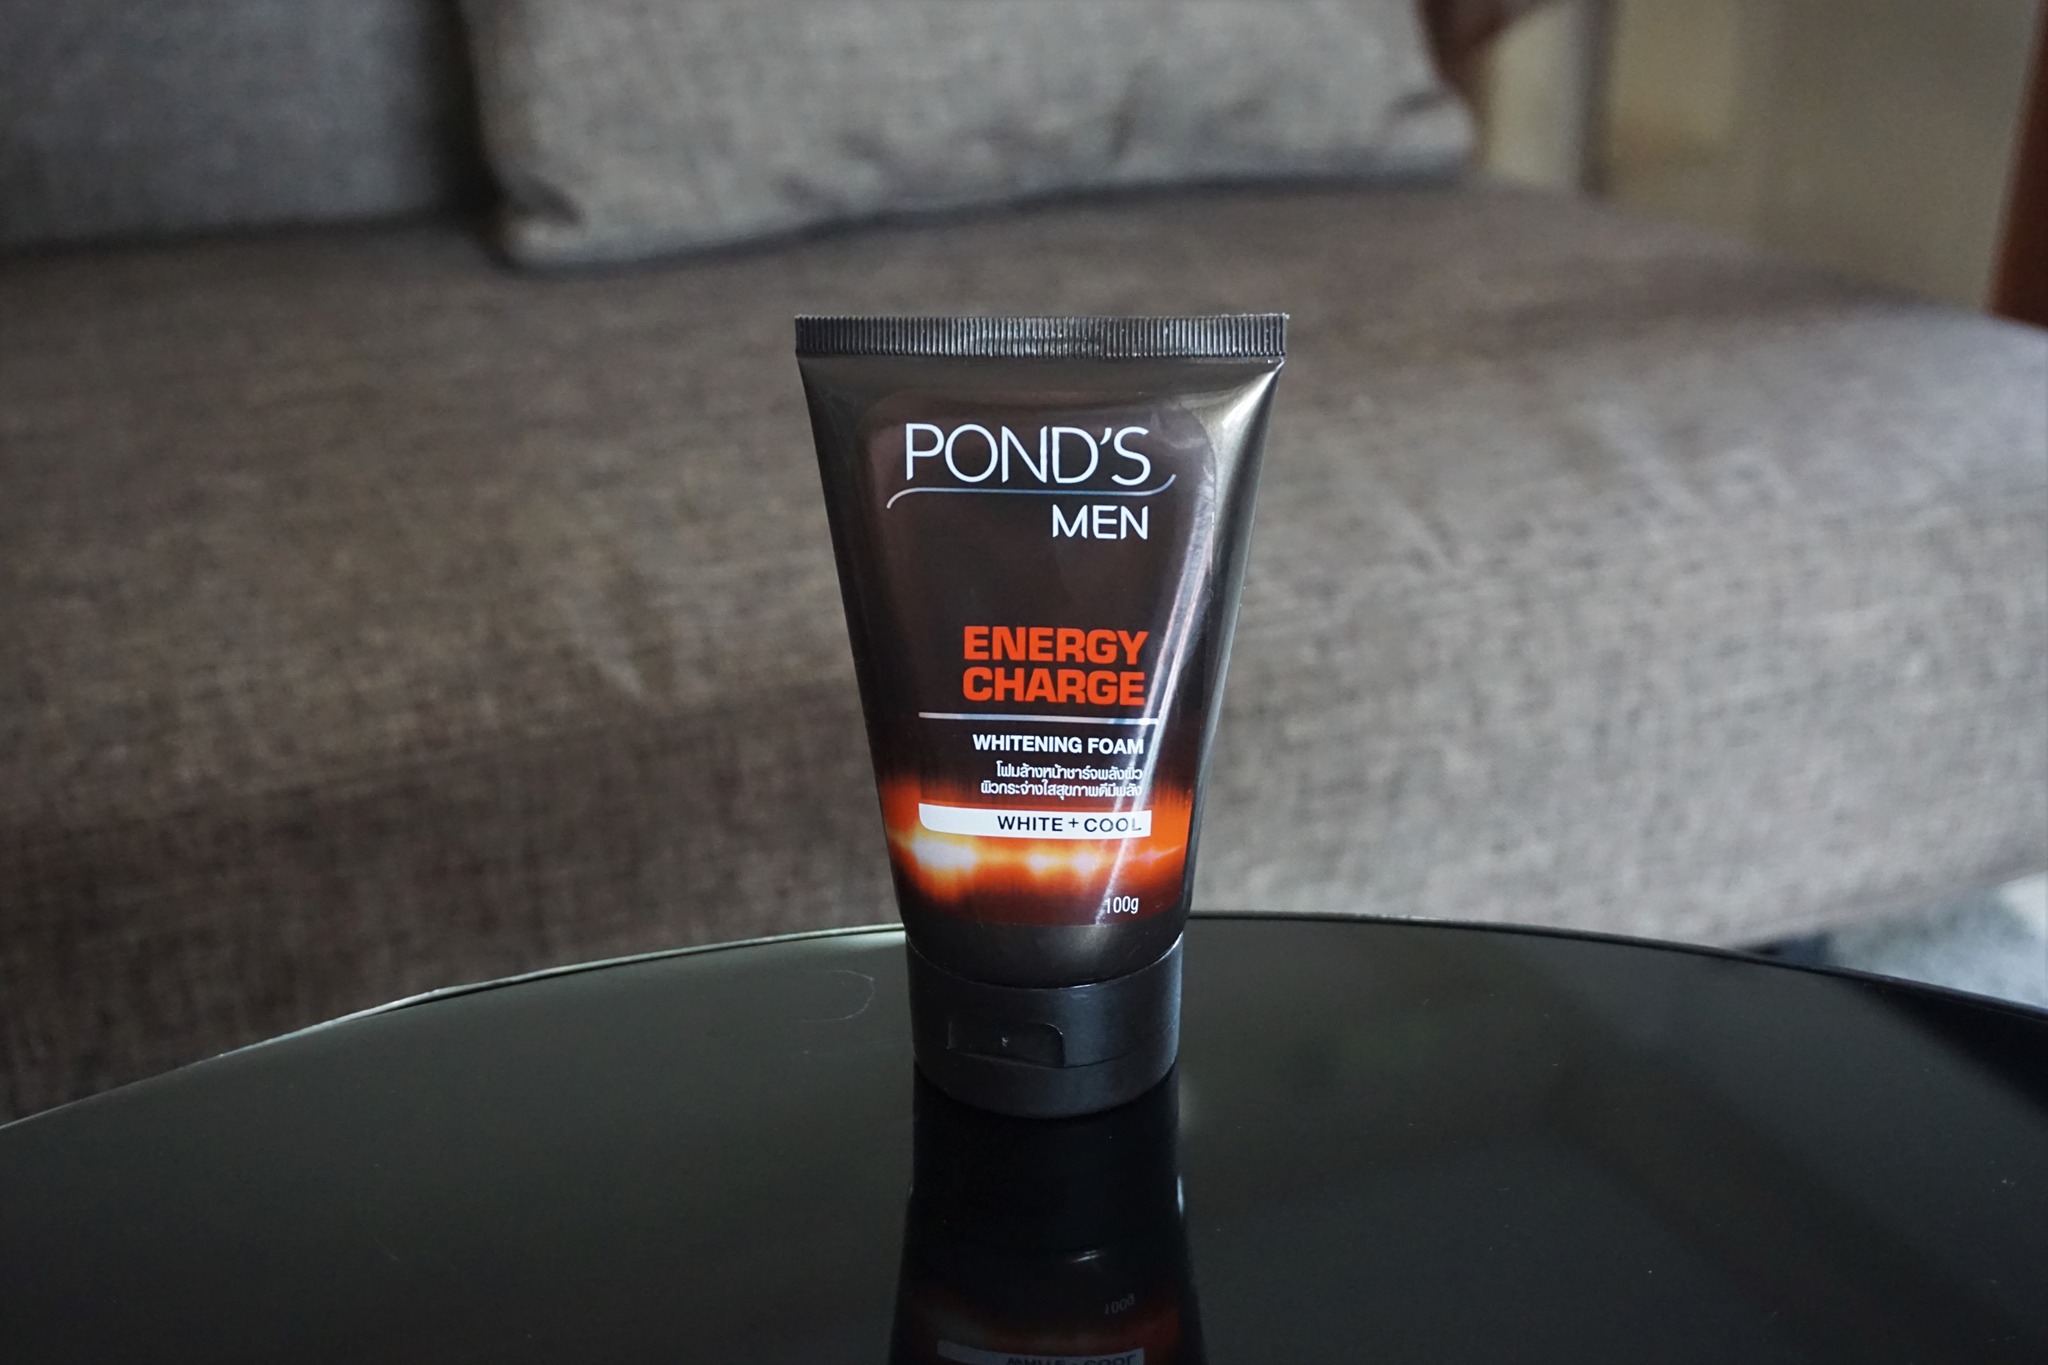 POND'S
MEN
ENERGY
CHARGE
WHITENING FOAM
โฟมล้างหน้าชาร์จพลังผิว
ผิวกระจ่างใสสุขภาพดีมีพลัง
WHITE + COOL
100g